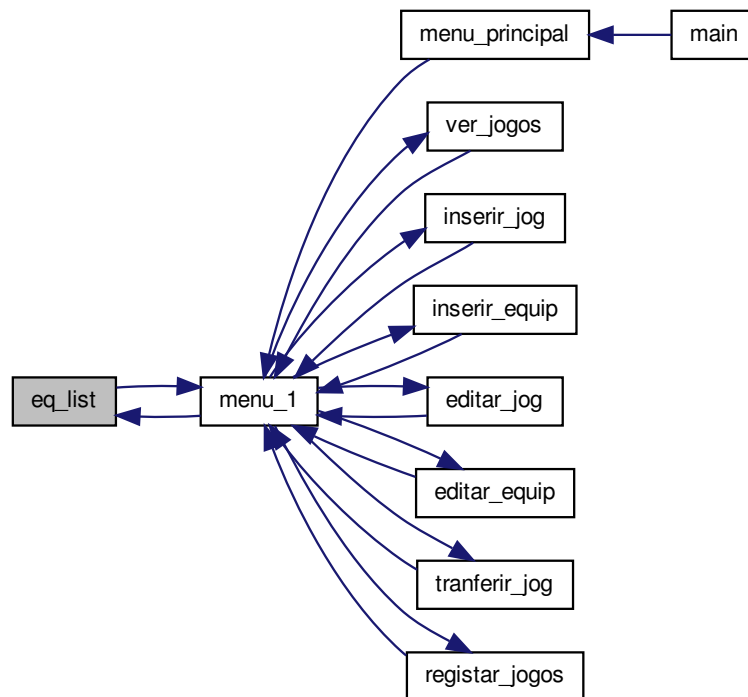 menu_principal
main
ver_jogos
inserir_jog
inserir_equip
eq_list
menu_1
editar_jog
editar_equip
tranferir_jog
registar_jogos